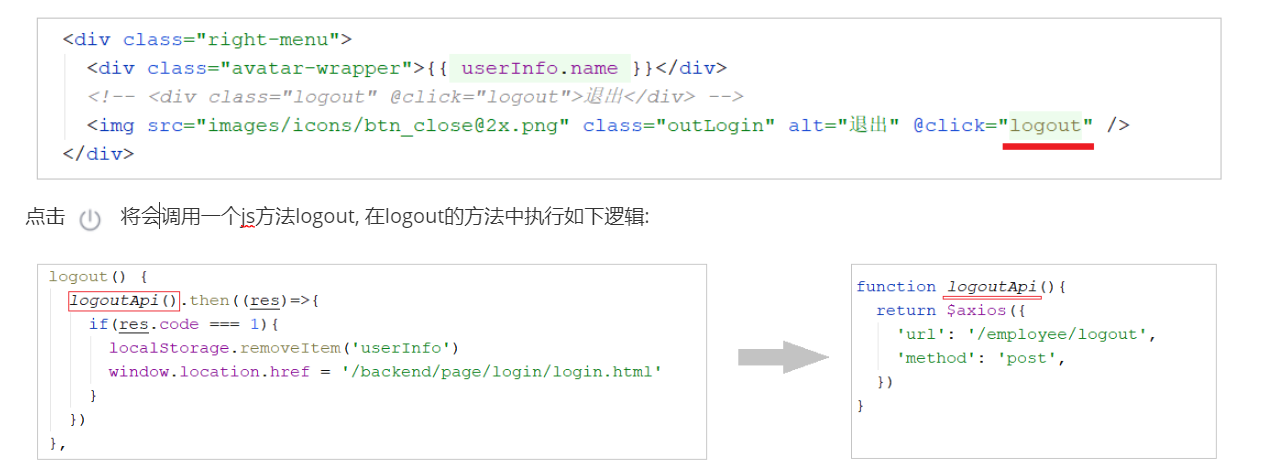 <div class="right-menu">
<div class="avatar-wrapper">{{ userInfo.name }}</div>
<!-- <div class="logout" @click="logout">退出</div> -->
<img src="images/icons/btn_close@2x.png" class="outLogin" alt="退出" @click="logout" />
</div>
点击 将会调用一个js方法logout, 在logout的方法中执行如下逻辑:
logout() {
logoutApi().then((res)=>{
if(res.code === 1){
localStorage.removeItem('userInfo')
window.location.href = '/backend/page/login/login.html'
}
})
},
function logoutApi(){
return $axios({
'url': '/employee/logout',
'method': 'post',
})
}